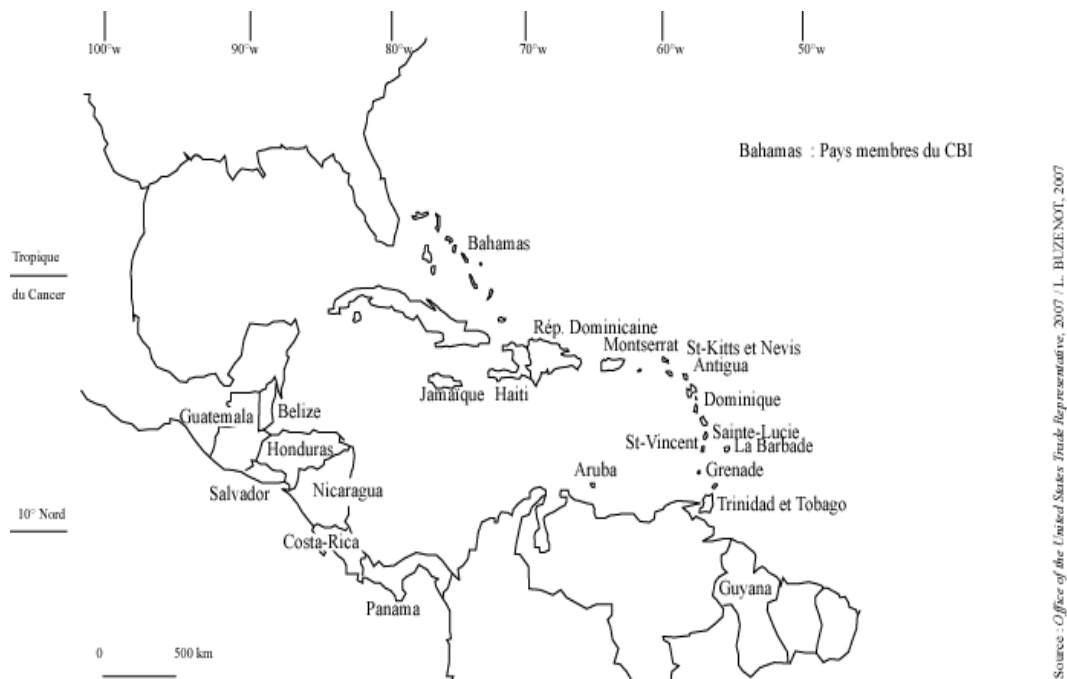 100°w 90°w 80°w 70°w 60°w 50°w
Bahamas : Pays membres du CBI
Bahamas
Tropique
du Cancer
Rép. Dominicaine
Montserrat
St-Kitts et Nevis
Antigua
Jamaïque
Haiti
Dominique
Guatemala
Belize
Sainte-Lucie
St-Vincent
La Barbade
Honduras
Aruba
Grenade
Salvador
Nicaragua
Trinidad et Tobago
10° Nord
Costa-Rica
Guyana
Panama
0 500 km
Source : Office of the United States Trade Representative, 2007 / L. BUZENOT, 2007